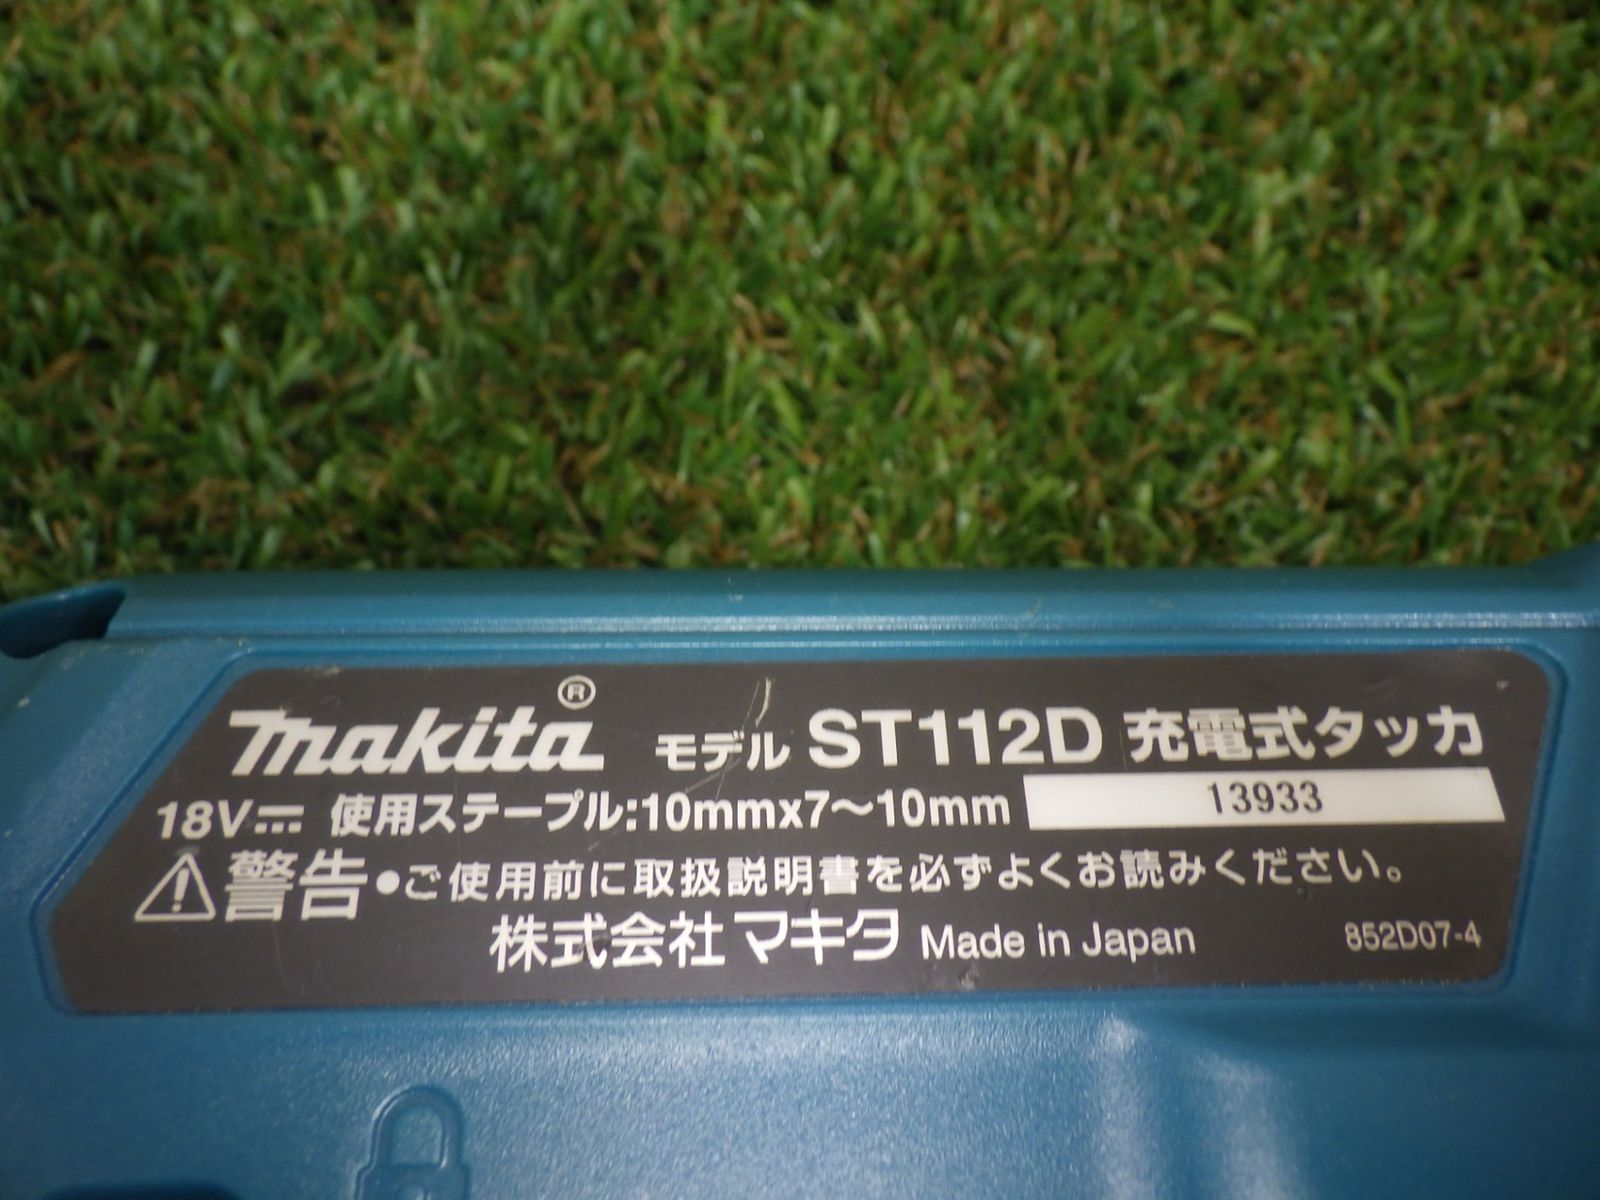 makita® モデル ST112D 充電式タッカ
18V⎓ 使用ステープル:10mmx7～10mm 13933
⚠警告 ●ご使用前に取扱説明書を必ずよくお読みください。
株式会社マキタ Made in Japan 852D07-4